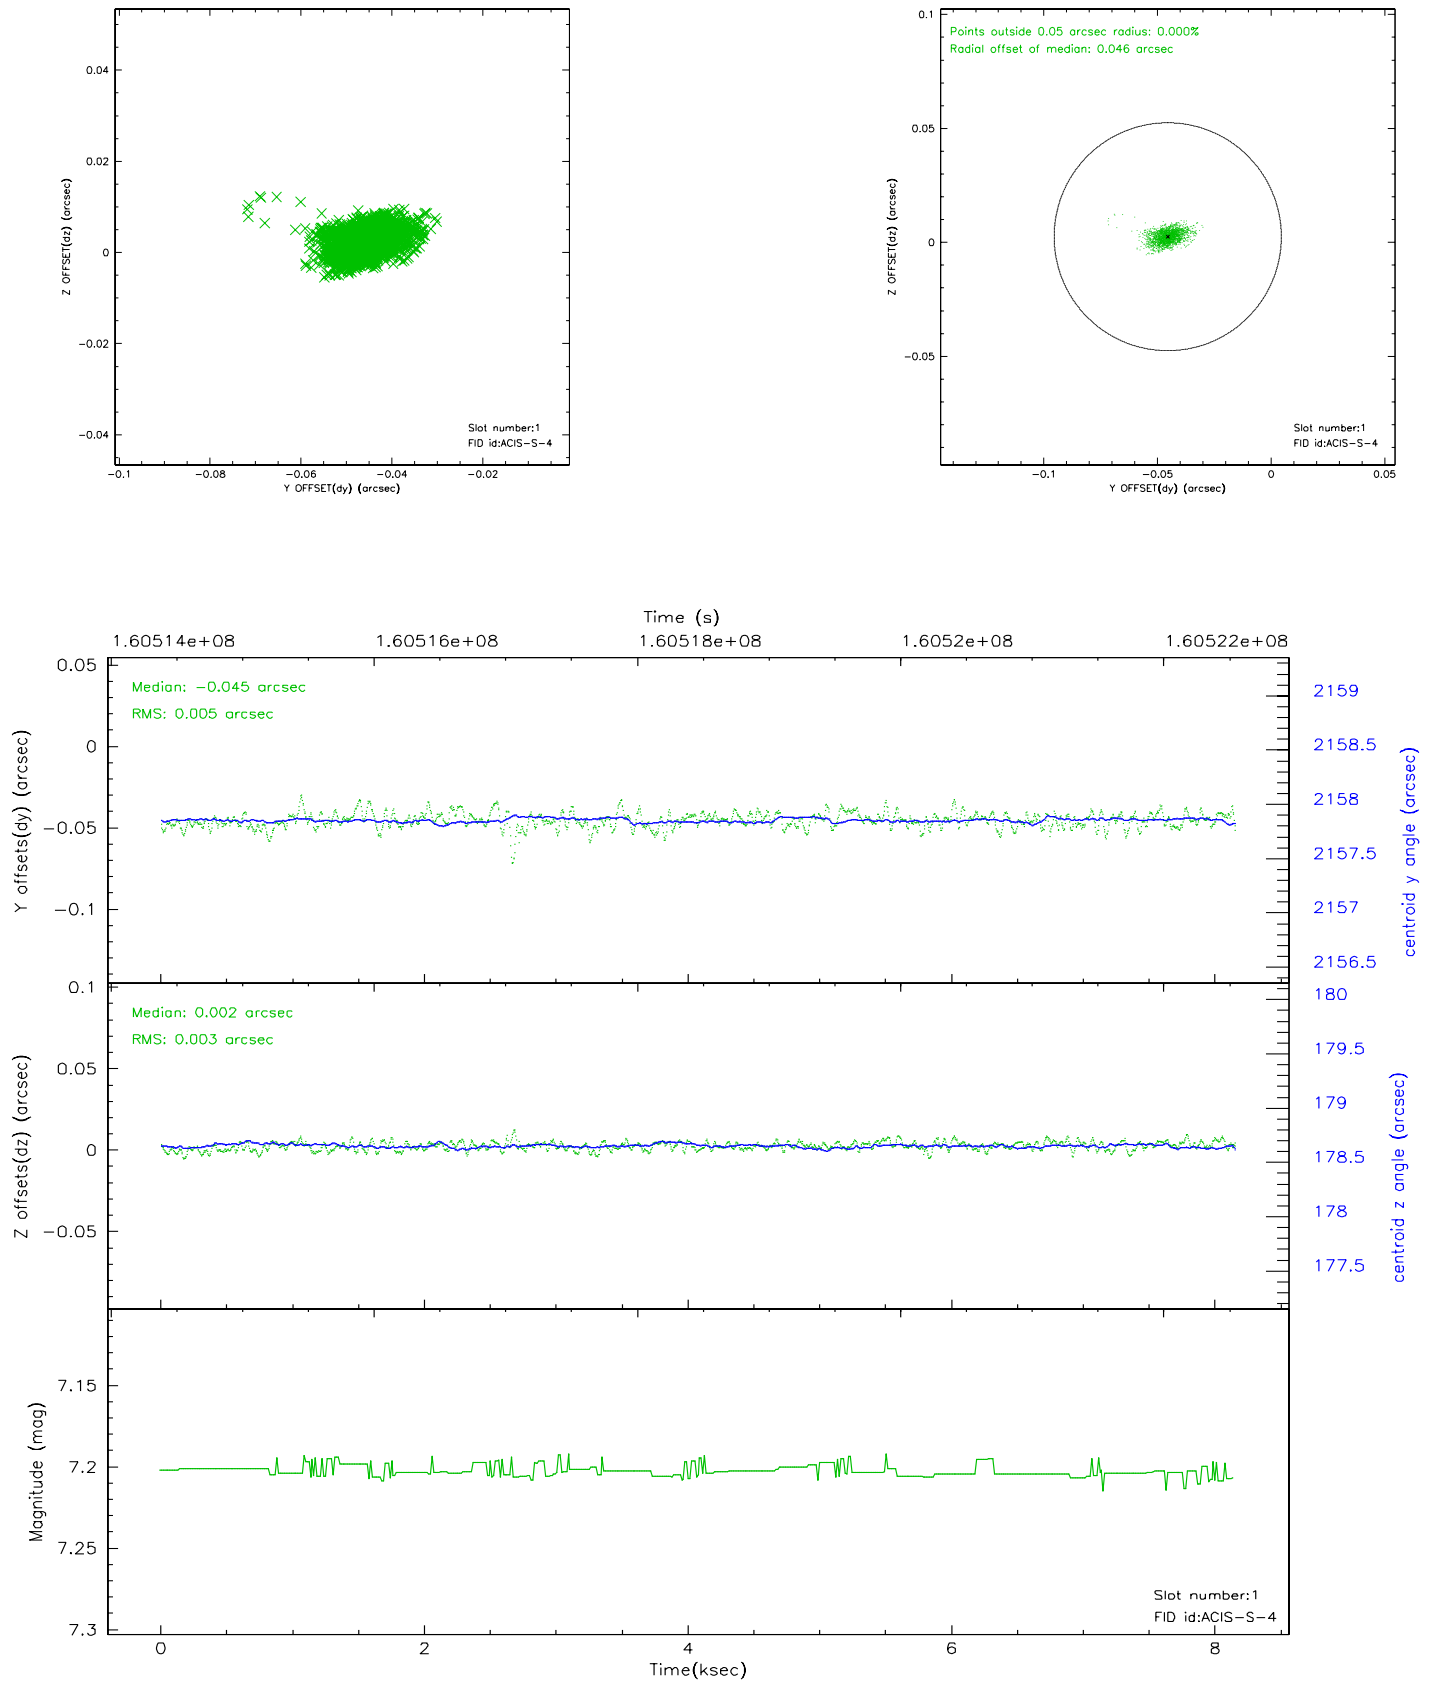 0.04
0.02
0
−0.02
−0.04
Z OFFSET(dz) (arcsec)
Slot number:1
FID id:ACIS−S−4
−0.1 −0.08 −0.06 −0.04 −0.02
Y OFFSET(dy) (arcsec)
Points outside 0.05 arcsec radius: 0.000%
Radial offset of median: 0.046 arcsec
0.1
0.05
0
−0.05
Z OFFSET(dz) (arcsec)
Slot number:1
FID id:ACIS−S−4
−0.1 −0.05 0 0.05
Y OFFSET(dy) (arcsec)
Time (s)
1.60514e+08 1.60516e+08 1.60518e+08 1.6052e+08 1.60522e+08
Median: −0.045 arcsec
RMS: 0.005 arcsec
0.05
0
−0.05
−0.1
Y offsets(dy) (arcsec)
2159
2158.5
2158
2157.5
2157
2156.5
centroid y angle (arcsec)
Median: 0.002 arcsec
RMS: 0.003 arcsec
0.1
0.05
0
−0.05
Z offsets(dz) (arcsec)
180
179.5
179
178.5
178
177.5
centroid z angle (arcsec)
7.15
7.2
7.25
7.3
Magnitude (mag)
Slot number:1
FID id:ACIS−S−4
0 2 4 6 8
Time(ksec)